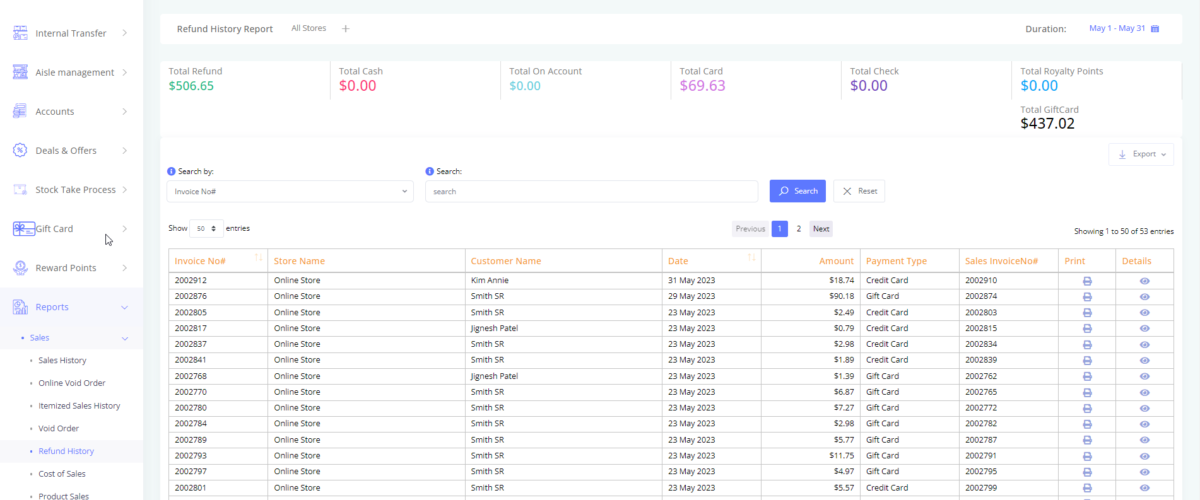 Internal Transfer
Aisle management
Accounts
Deals & Offers
Stock Take Process
Gift Card
Reward Points
Reports
Sales
Sales History
Online Void Order
Itemized Sales History
Void Order
Refund History
Cost of Sales
Product Sales
Refund History Report All Stores + Duration: May 1 - May 31
Total Refund Total Cash Total On Account Total Card Total Check Total Royalty Points
$506.65 $0.00 $0.00 $69.63 $0.00 $0.00
Total GiftCard
$437.02
Export
Search by: Search:
Invoice No# search Search Reset
Show 50 entries Previous 1 2 Next Showing 1 to 50 of 53 entries
Invoice No# Store Name Customer Name Date Amount Payment Type Sales InvoiceNo# Print Details
2002912 Online Store Kim Annie 31 May 2023 $18.74 Credit Card 2002910
2002876 Online Store Smith SR 29 May 2023 $90.18 Gift Card 2002874
2002805 Online Store Smith SR 23 May 2023 $2.49 Credit Card 2002803
2002817 Online Store Jignesh Patel 23 May 2023 $0.79 Credit Card 2002815
2002837 Online Store Smith SR 23 May 2023 $2.98 Credit Card 2002834
2002841 Online Store Smith SR 23 May 2023 $1.89 Credit Card 2002839
2002768 Online Store Jignesh Patel 23 May 2023 $1.39 Gift Card 2002762
2002770 Online Store Smith SR 23 May 2023 $6.87 Gift Card 2002765
2002780 Online Store Smith SR 23 May 2023 $7.27 Gift Card 2002772
2002784 Online Store Smith SR 23 May 2023 $2.98 Gift Card 2002782
2002789 Online Store Smith SR 23 May 2023 $5.77 Gift Card 2002787
2002793 Online Store Smith SR 23 May 2023 $11.75 Gift Card 2002791
2002797 Online Store Smith SR 23 May 2023 $4.97 Gift Card 2002795
2002801 Online Store Smith SR 23 May 2023 $5.57 Credit Card 2002799